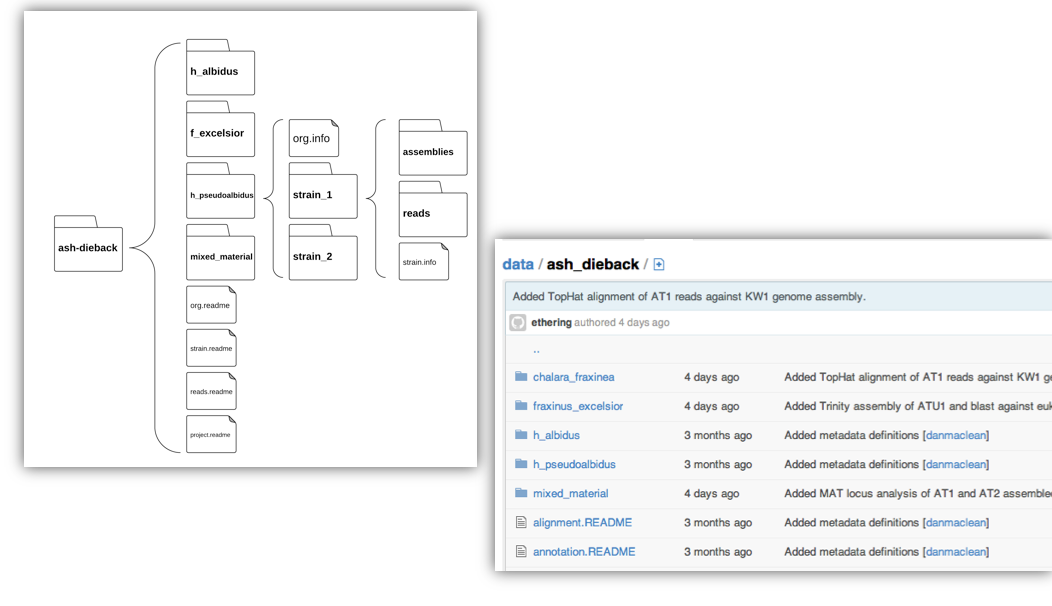 h_albidus
f_excelsior
h_pseudoalbidus
mixed_material
ash-dieback
org.readme
strain.readme
reads.readme
project.readme
org.info
strain_1
strain_2
assemblies
reads
strain.info
data / ash_dieback /
Added TopHat alignment of AT1 reads against KW1 genome assembly.
ethering authored 4 days ago
..
chalara_fraxinea 4 days ago Added TopHat alignment of AT1 reads against KW1
fraxinus_excelsior 4 days ago Added Trinity assembly of ATU1 and blast against
h_albidus 3 months ago Added metadata definitions [danmaclean]
h_pseudoalbidus 3 months ago Added metadata definitions [danmaclean]
mixed_material 4 days ago Added MAT locus analysis of AT1 and AT2
alignment.README 3 months ago Added metadata definitions [danmaclean]
annotation.README 3 months ago Added metadata definitions [danmaclean]